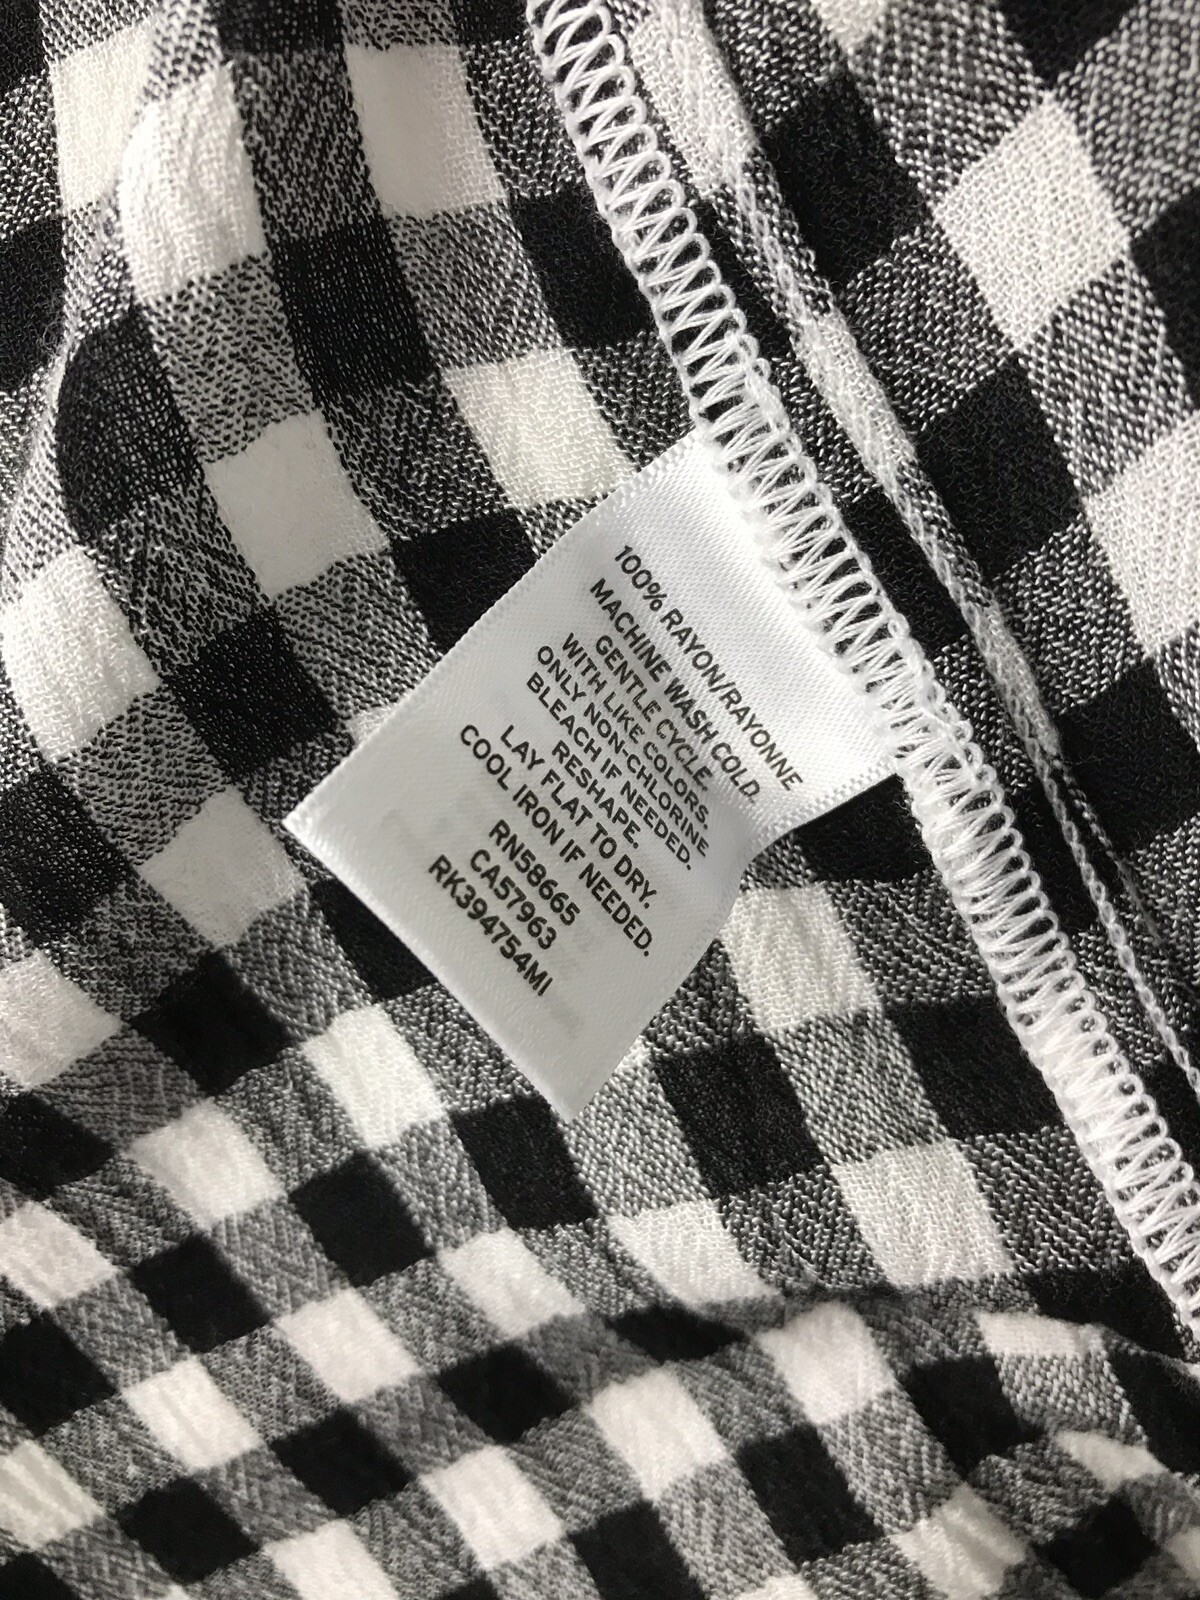 100% RAYON/RAYONNE
MACHINE WASH COLD.
GENTLE CYCLE
WITH LIKE COLORS.
ONLY NON-CHLORINE
BLEACH IF NEEDED.
RESHAPE.
LAY FLAT TO DRY.
COOL IRON IF NEEDED.
RN58665
CA57963
RK394754MI